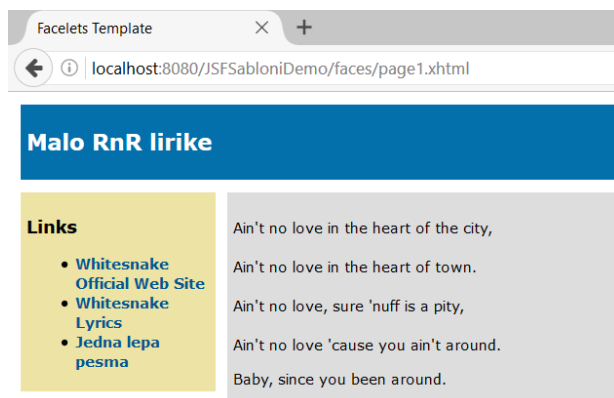 Facelets Template
localhost:8080/JSFSabloniDemo/faces/page1.xhtml
Malo RnR lirike
Links
Whitesnake
Official Web Site
Whitesnake
Lyrics
Jedna lepa
pesma
Ain't no love in the heart of the city,
Ain't no love in the heart of town.
Ain't no love, sure 'nuff is a pity,
Ain't no love 'cause you ain't around.
Baby, since you been around.